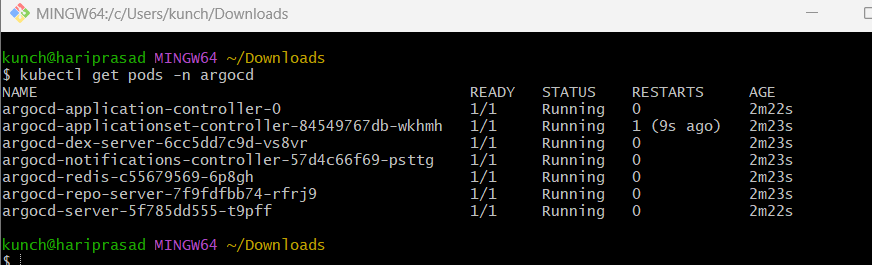 MINGW64:/c/Users/kunch/Downloads
kunch@hariprasad MINGW64 ~/Downloads
$ kubectl get pods -n argocd
NAME READY STATUS RESTARTS AGE
argocd-application-controller-0 1/1 Running 0 2m22s
argocd-applicationset-controller-84549767db-wkhmh 1/1 Running 1 (9s ago) 2m23s
argocd-dex-server-6cc5dd7c9d-vs8vr 1/1 Running 0 2m23s
argocd-notifications-controller-57d4c66f69-psttg 1/1 Running 0 2m23s
argocd-redis-c55679569-6p8gh 1/1 Running 0 2m23s
argocd-repo-server-7f9fdfbb74-rfrj9 1/1 Running 0 2m23s
argocd-server-5f785dd555-t9pff 1/1 Running 0 2m22s
kunch@hariprasad MINGW64 ~/Downloads
$